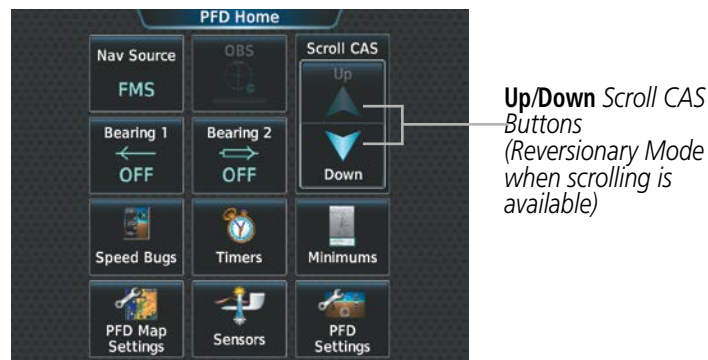 PFD Home
Nav Source
FMS
OBS
Scroll CAS
Up
Down
Bearing 1
OFF
Bearing 2
OFF
Speed Bugs
Timers
Minimums
PFD Map
Settings
Sensors
PFD
Settings
Up/Down Scroll CAS
Buttons
(Reversionary Mode
when scrolling is
available)